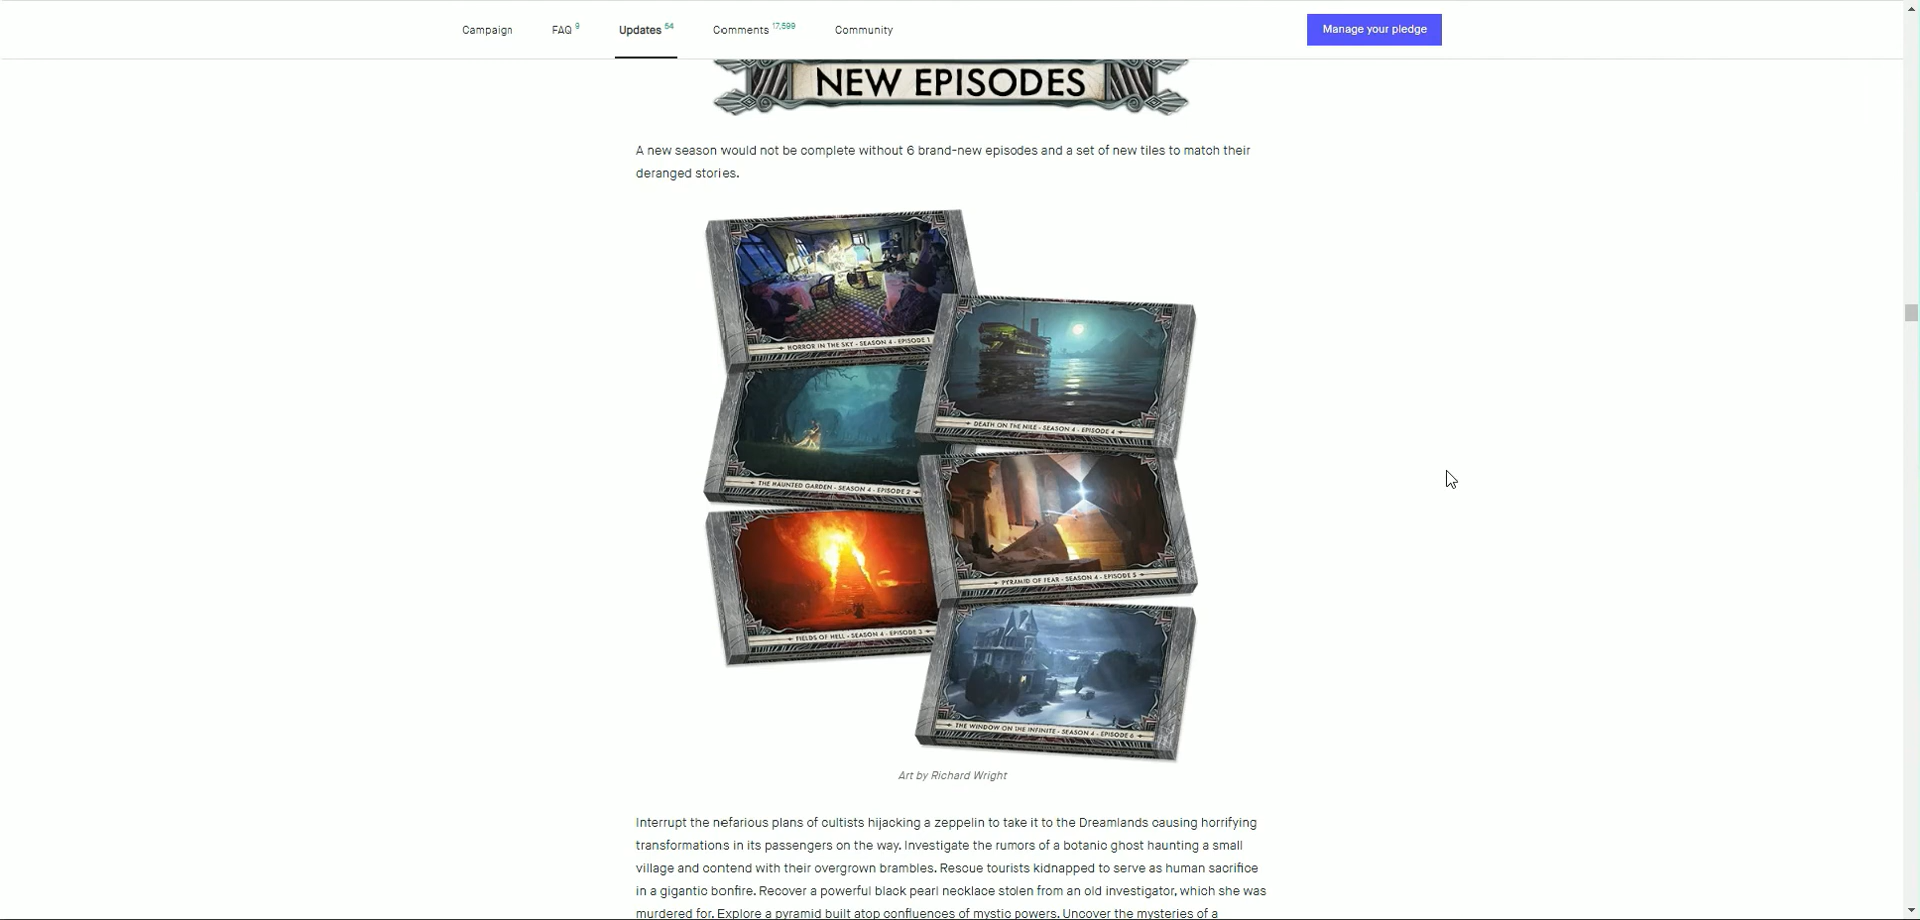 Campaign
FAQ 9
Updates 54
Comments 17,599
Community
Manage your pledge
NEW EPISODES
A new season would not be complete without 6 brand-new episodes and a set of new tiles to match their
deranged stories.
HORROR IN THE SKY - SEASON 4 - EPISODE 1
DEATH ON THE NILE - SEASON 4 - EPISODE 4
THE HAUNTED GARDEN - SEASON 4 - EPISODE 2
PYRAMID OF FEAR - SEASON 4 - EPISODE 5
FIELDS OF HELL - SEASON 4 - EPISODE 3
THE WINDOW ON THE INFINITE - SEASON 4 - EPISODE 6
Art by Richard Wright
Interrupt the nefarious plans of cultists hijacking a zeppelin to take it to the Dreamlands causing horrifying
transformations in its passengers on the way. Investigate the rumors of a botanic ghost haunting a small
village and contend with their overgrown brambles. Rescue tourists kidnapped to serve as human sacrifice
in a gigantic bonfire. Recover a powerful black pearl necklace stolen from an old investigator, which she was
murdered for. Explore a pyramid built atop confluences of mystic powers. Uncover the mysteries of a